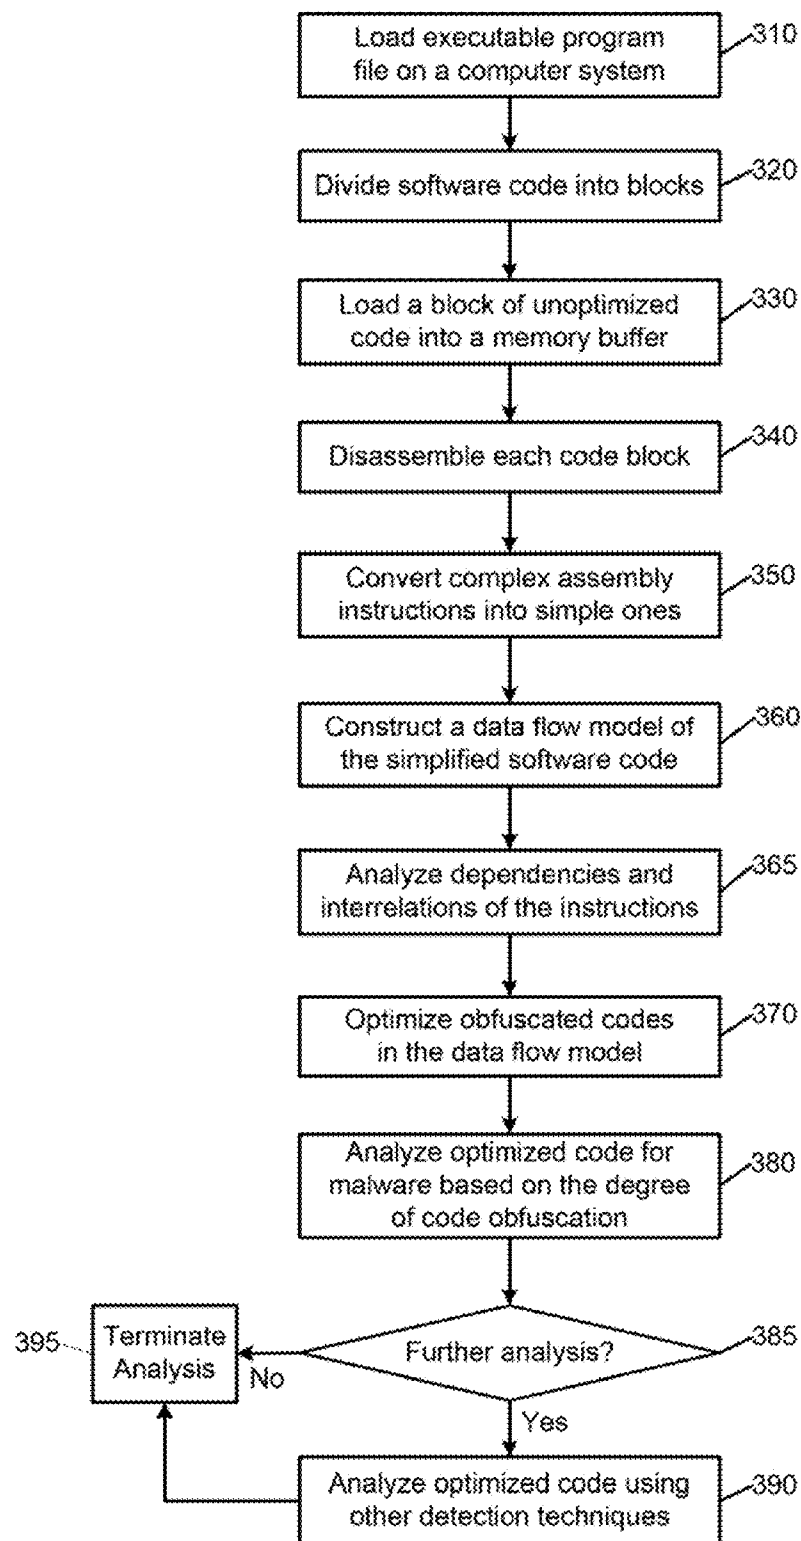 Load executable program
file on a computer system
310
Divide software code into blocks
320
Load a block of unoptimized
code into a memory buffer
330
Disassemble each code block
340
Convert complex assembly
instructions into simple ones
350
Construct a data flow model of
the simplified software code
360
Analyze dependencies and
interrelations of the instructions
365
Optimize obfuscated codes
in the data flow model
370
Analyze optimized code for
malware based on the degree
of code obfuscation
380
395
Terminate
Analysis
No
Further analysis?
385
Yes
Analyze optimized code using
other detection techniques
390